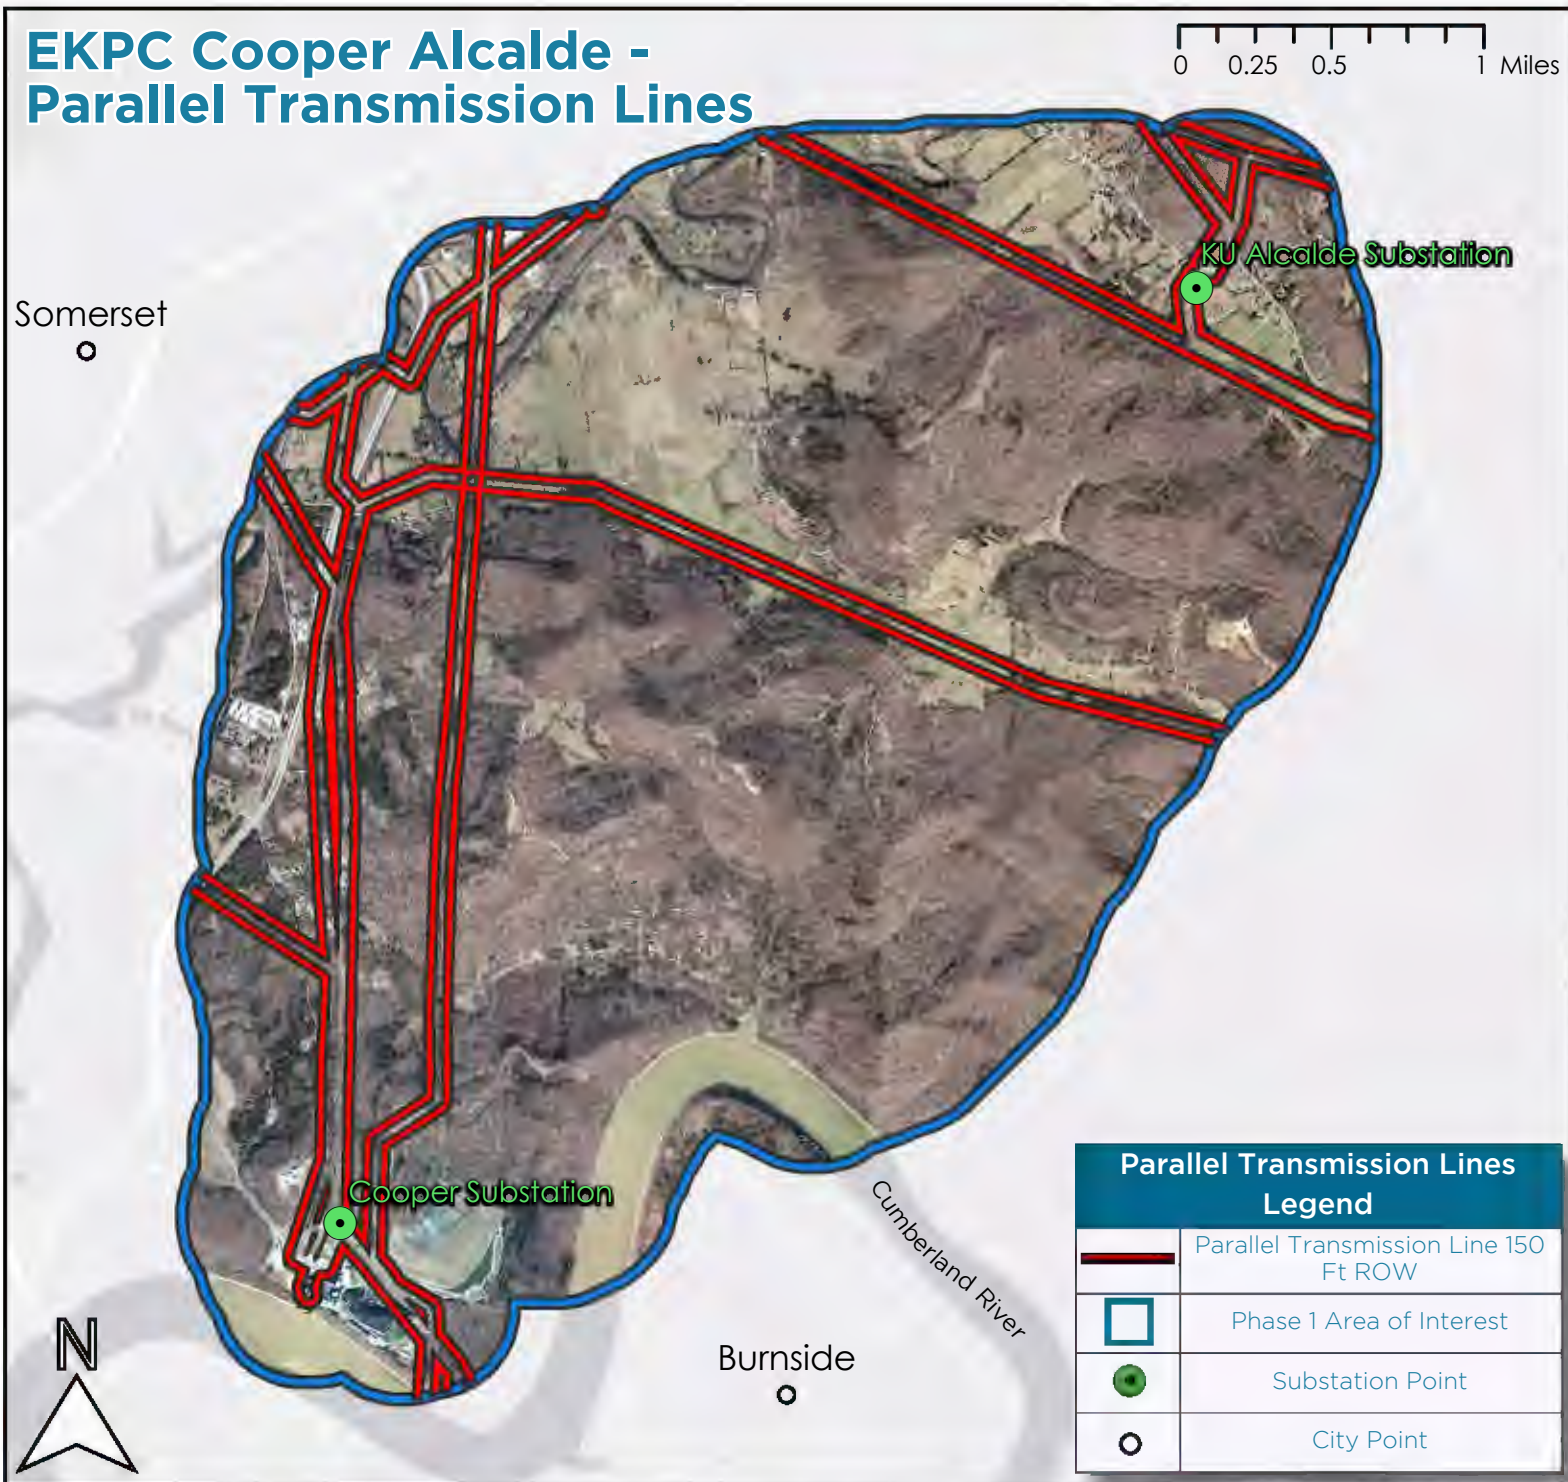 EKPC Cooper Alcalde -
Parallel Transmission Lines
0 0.25 0.5 1 Miles
KU Alcalde Substation
Somerset
Cooper Substation
Cumberland River
Burnside
N
Parallel Transmission Lines
Legend
Parallel Transmission Line 150
Ft ROW
Phase 1 Area of Interest
Substation Point
City Point